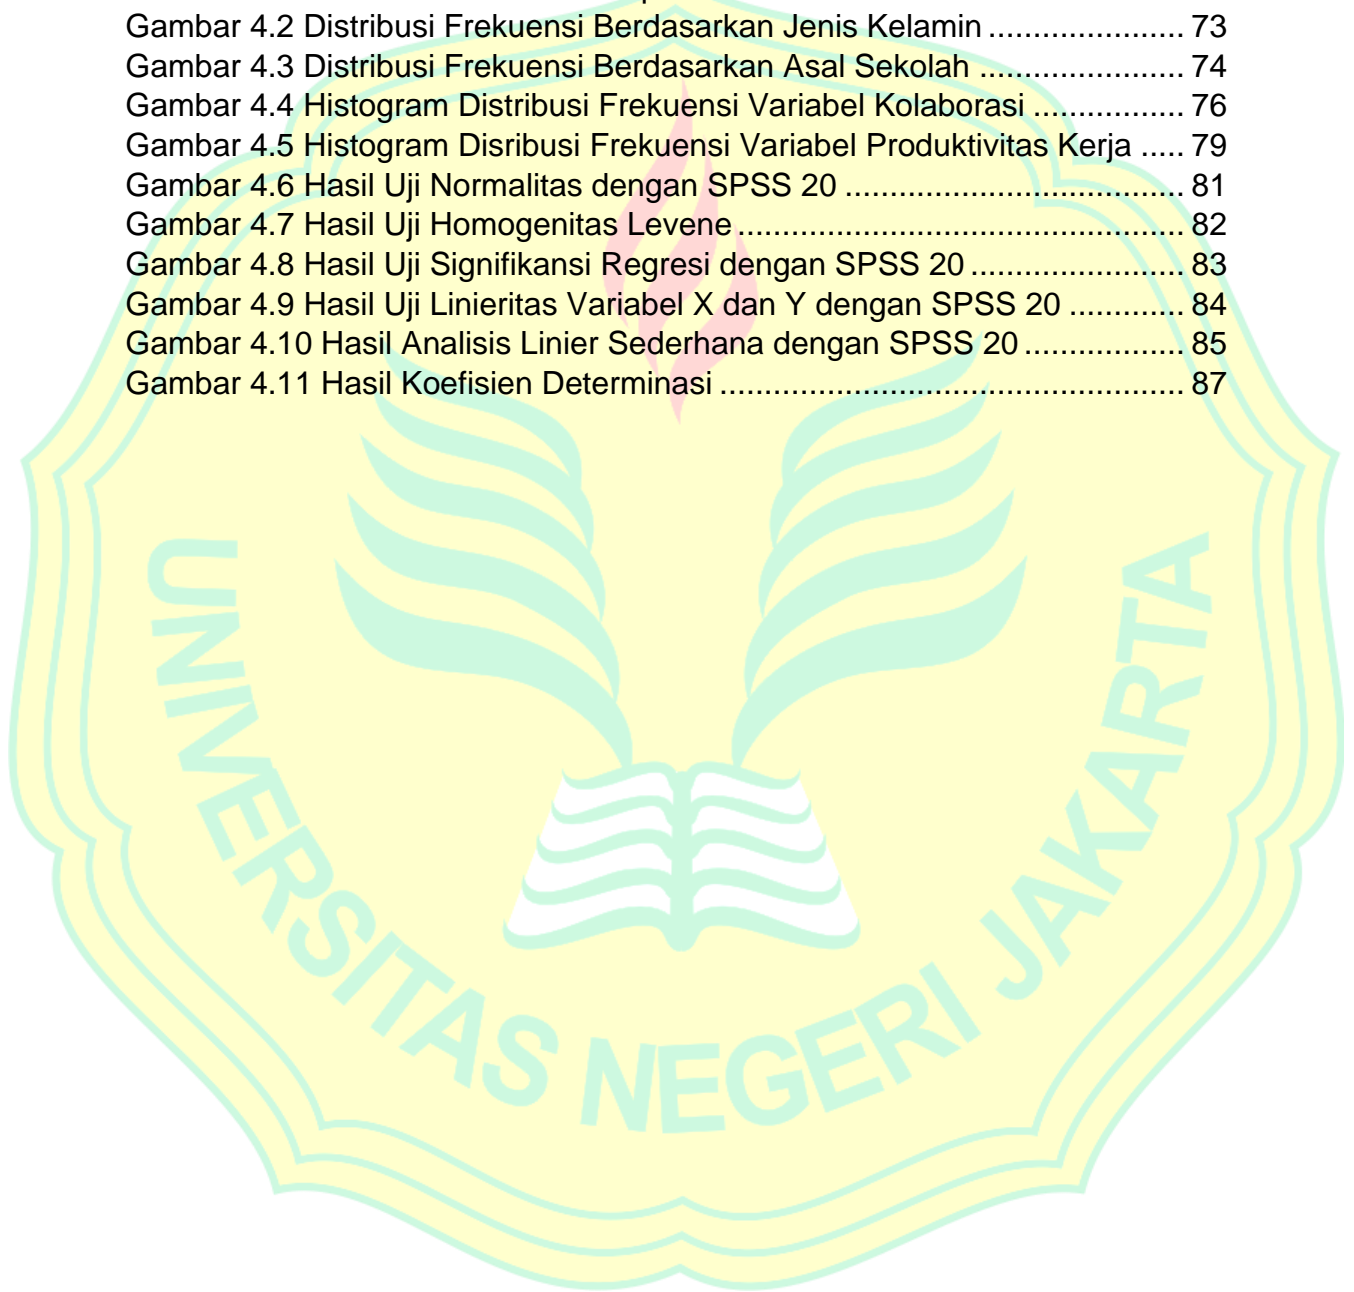 Gambar 4.2 Distribusi Frekuensi Berdasarkan Jenis Kelamin ...................... 73
Gambar 4.3 Distribusi Frekuensi Berdasarkan Asal Sekolah ....................... 74
Gambar 4.4 Histogram Distribusi Frekuensi Variabel Kolaborasi ................. 76
Gambar 4.5 Histogram Disribusi Frekuensi Variabel Produktivitas Kerja ..... 79
Gambar 4.6 Hasil Uji Normalitas dengan SPSS 20 ...................................... 81
Gambar 4.7 Hasil Uji Homogenitas Levene .................................................. 82
Gambar 4.8 Hasil Uji Signifikansi Regresi dengan SPSS 20 ........................ 83
Gambar 4.9 Hasil Uji Linieritas Variabel X dan Y dengan SPSS 20 ............. 84
Gambar 4.10 Hasil Analisis Linier Sederhana dengan SPSS 20 .................. 85
Gambar 4.11 Hasil Koefisien Determinasi .................................................... 87
UNIVERSITAS NEGERI JAKARTA